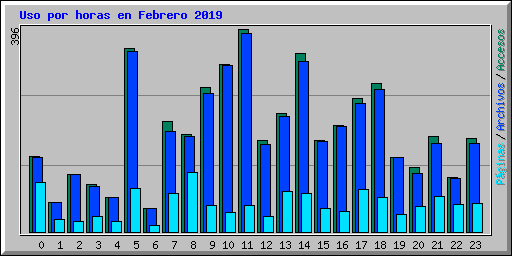 Uso por horas en Febrero 2019
396
Páginas / Archivos / Accesos
0 1 2 3 4 5 6 7 8 9 10 11 12 13 14 15 16 17 18 19 20 21 22 23